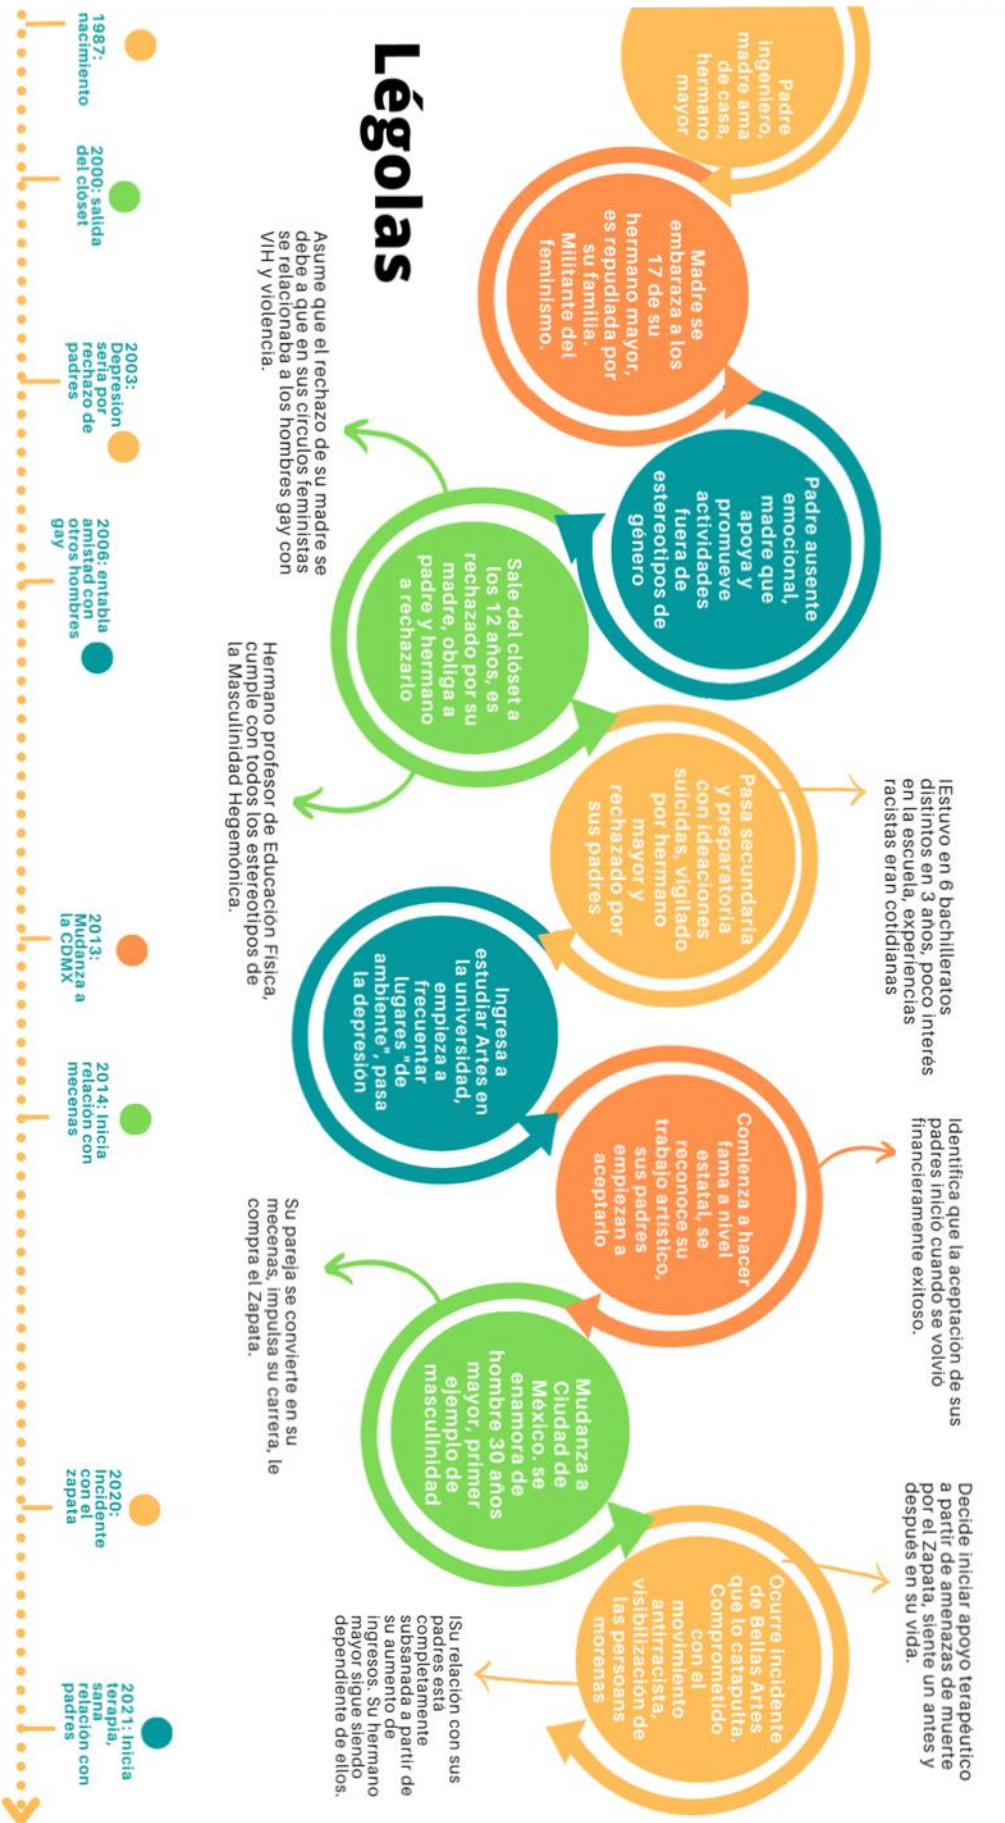 Légolas
Padre
ingeniero,
madre ama
de casa,
hermano
mayor
Madre se
embaraza a los
17 de su
hermano mayor,
es repudiada por
su familia.
Militante del
feminismo.
Padre ausente
emocional,
madre que
apoya y
promueve
actividades
fuera de
estereotipos de
género
Sale del clóset a
los 12 años, es
rechazado por su
madre, obliga a
padre y hermano
a rechazarlo
Asume que el rechazo de su madre se
debe a que en sus círculos feministas
se relacionaba a los hombres gay con
VIH y violencia.
Hermano profesor de Educación Física,
cumple con todos los estereotipos de
la Masculinidad Hegemónica.
Pasa secundaria
y preparatoria
con ideaciones
suicidas, vigilado
por hermano
mayor y
rechazado por
sus padres
IEstuvo en 6 bachilleratos
distintos en 3 años, poco interés
en la escuela, experiencias
racistas eran cotidianas
Ingresa a
estudiar Artes en
la universidad,
empieza a
frecuentar
lugares "de
ambiente", pasa
la depresión
Comienza a hacer
fama a nivel
estatal, se
reconoce su
trabajo artístico,
sus padres
empiezan a
aceptarlo
Identifica que la aceptación de sus
padres inició cuando se volvió
financieramente exitoso.
Mudanza a
Ciudad de
México. se
enamora de
hombre 30 años
mayor, primer
ejemplo de
masculinidad
Su pareja se convierte en su
mecenas, impulsa su carrera, le
compra el Zapata.
Ocurre incidente
de Bellas Artes
que lo catapulta.
Comprometido
con el
movimiento
antirracista,
visibilización de
las persoans
morenas
Decide iniciar apoyo terapéutico
a partir de amenazas de muerte
por el Zapata, siente un antes y
después en su vida.
ISu relación con sus
padres está
completamente
subsanada a partir de
su aumento de
ingresos. Su hermano
mayor sigue siendo
dependiente de ellos.
1987:
nacimiento
2000: salida
del clóset
2003:
Depresión
seria por
rechazo de
padres
2006: entabla
amistad con
otros hombres
gay
2013:
Mudanza a
la CDMX
2014: Inicia
relación con
mecenas
2020:
Incidente
con el
zapata
2021: Inicia
terapia,
sana
relación con
padres